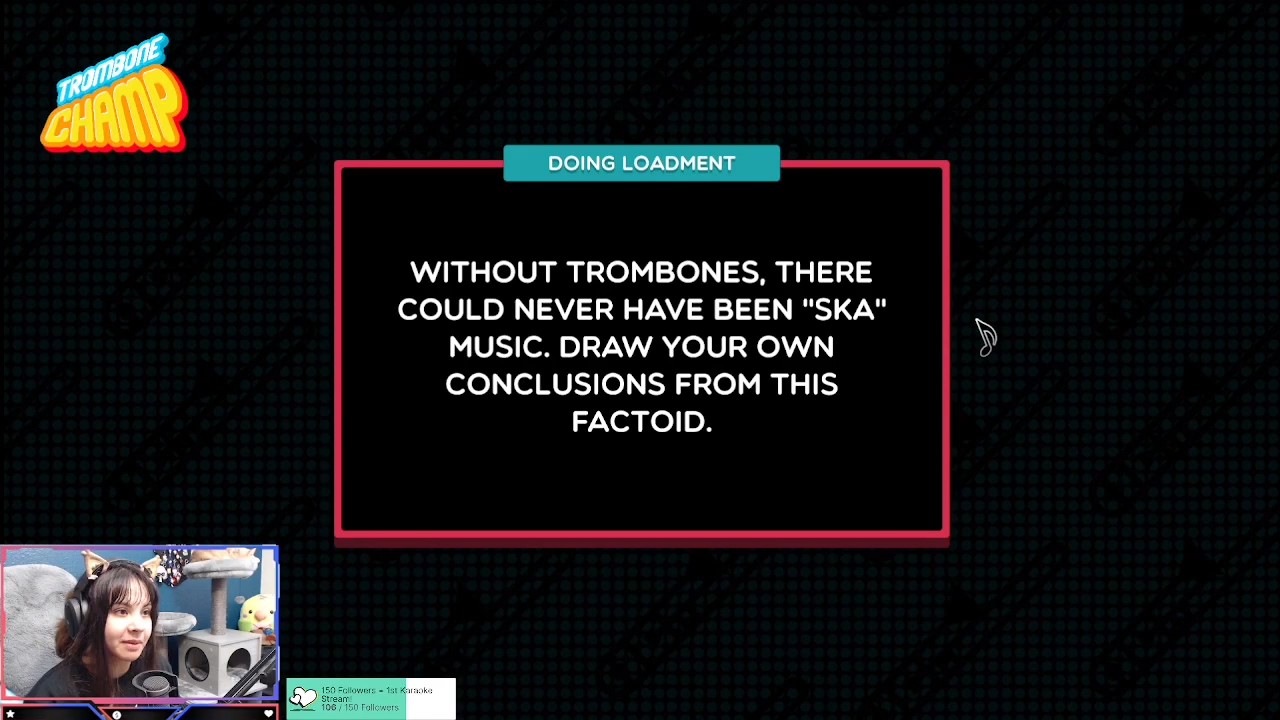 TROMBONE
CHAMP
DOING LOADMENT
WITHOUT TROMBONES, THERE
COULD NEVER HAVE BEEN "SKA"
MUSIC. DRAW YOUR OWN
CONCLUSIONS FROM THIS
FACTOID.
150 Followers = 1st Karaoke
Stream!
106 / 150 Followers